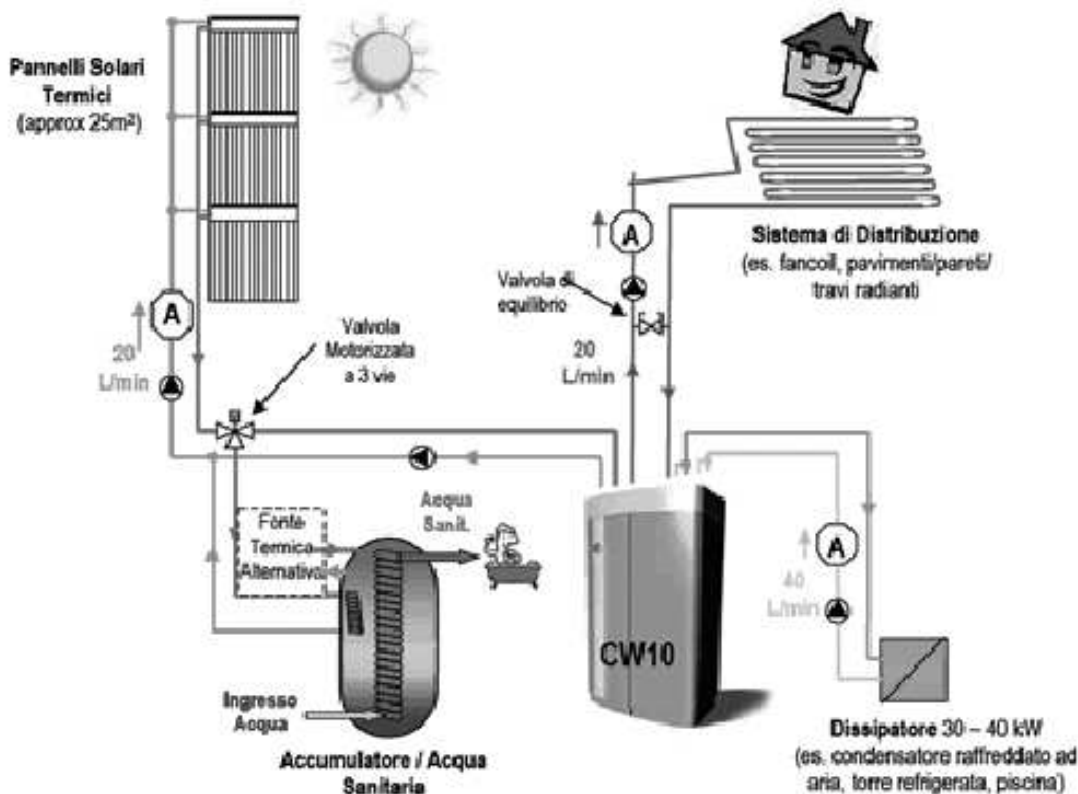 Pannelli Solari
Termici
(approx 25m²)
A
20
L/min
Valvola
Motorizzata
a 3 vie
A
Valvola di
equilibrio
20
L/min
Sistema di Distribuzione
(es. fancoil, pavimenti/pareti/
travi radianti
Fonte
Termica
Alternativa
Acqua
Sanit.
Ingresso
Acqua
Accumulatore / Acqua
Sanitaria
CW10
A
40
L/min
Dissipatore 30 – 40 kW
(es. condensatore raffreddato ad
aria, torre refrigerata, piscina)